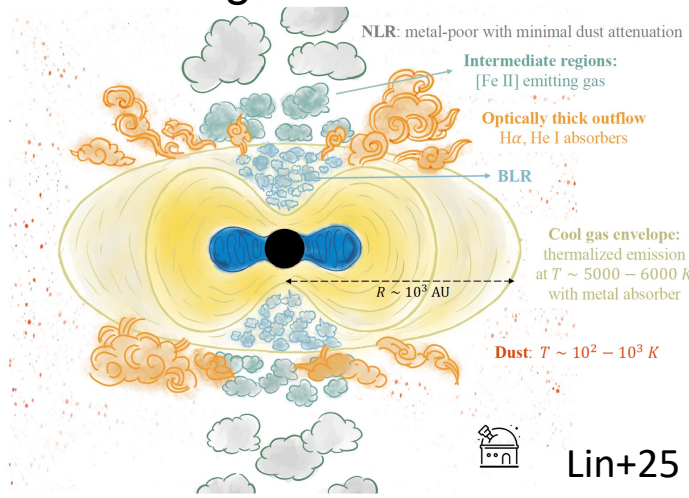 NLR: metal-poor with minimal dust attenuation
Intermediate regions:
[Fe II] emitting gas
Optically thick outflow
Hα, He I absorbers
BLR
Cool gas envelope:
thermalized emission
at T ~ 5000 − 6000 K
with metal absorber
R ~ 10³ AU
Dust: T ~ 10² − 10³ K
Lin+25